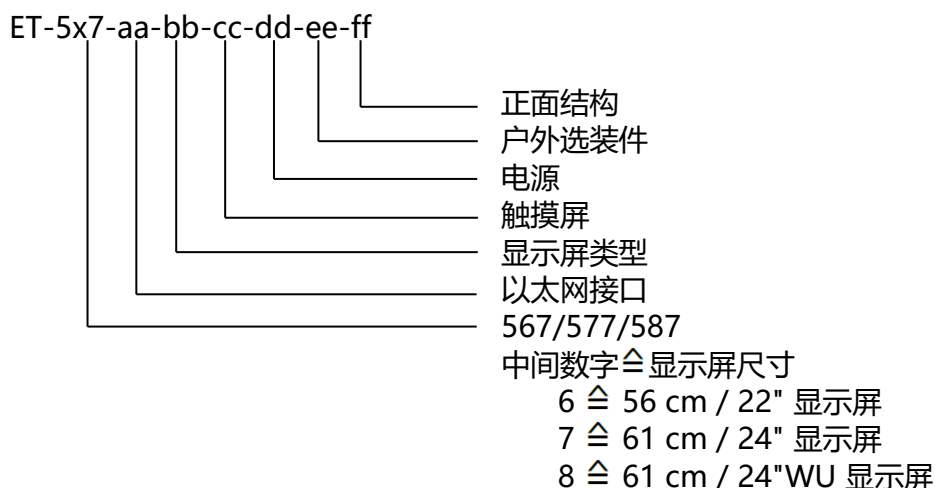 ET-5x7-aa-bb-cc-dd-ee-ff
正面结构
户外选装件
电源
触摸屏
显示屏类型
以太网接口
567/577/587
中间数字≙显示屏尺寸
6 ≙ 56 cm / 22" 显示屏
7 ≙ 61 cm / 24" 显示屏
8 ≙ 61 cm / 24"WU 显示屏